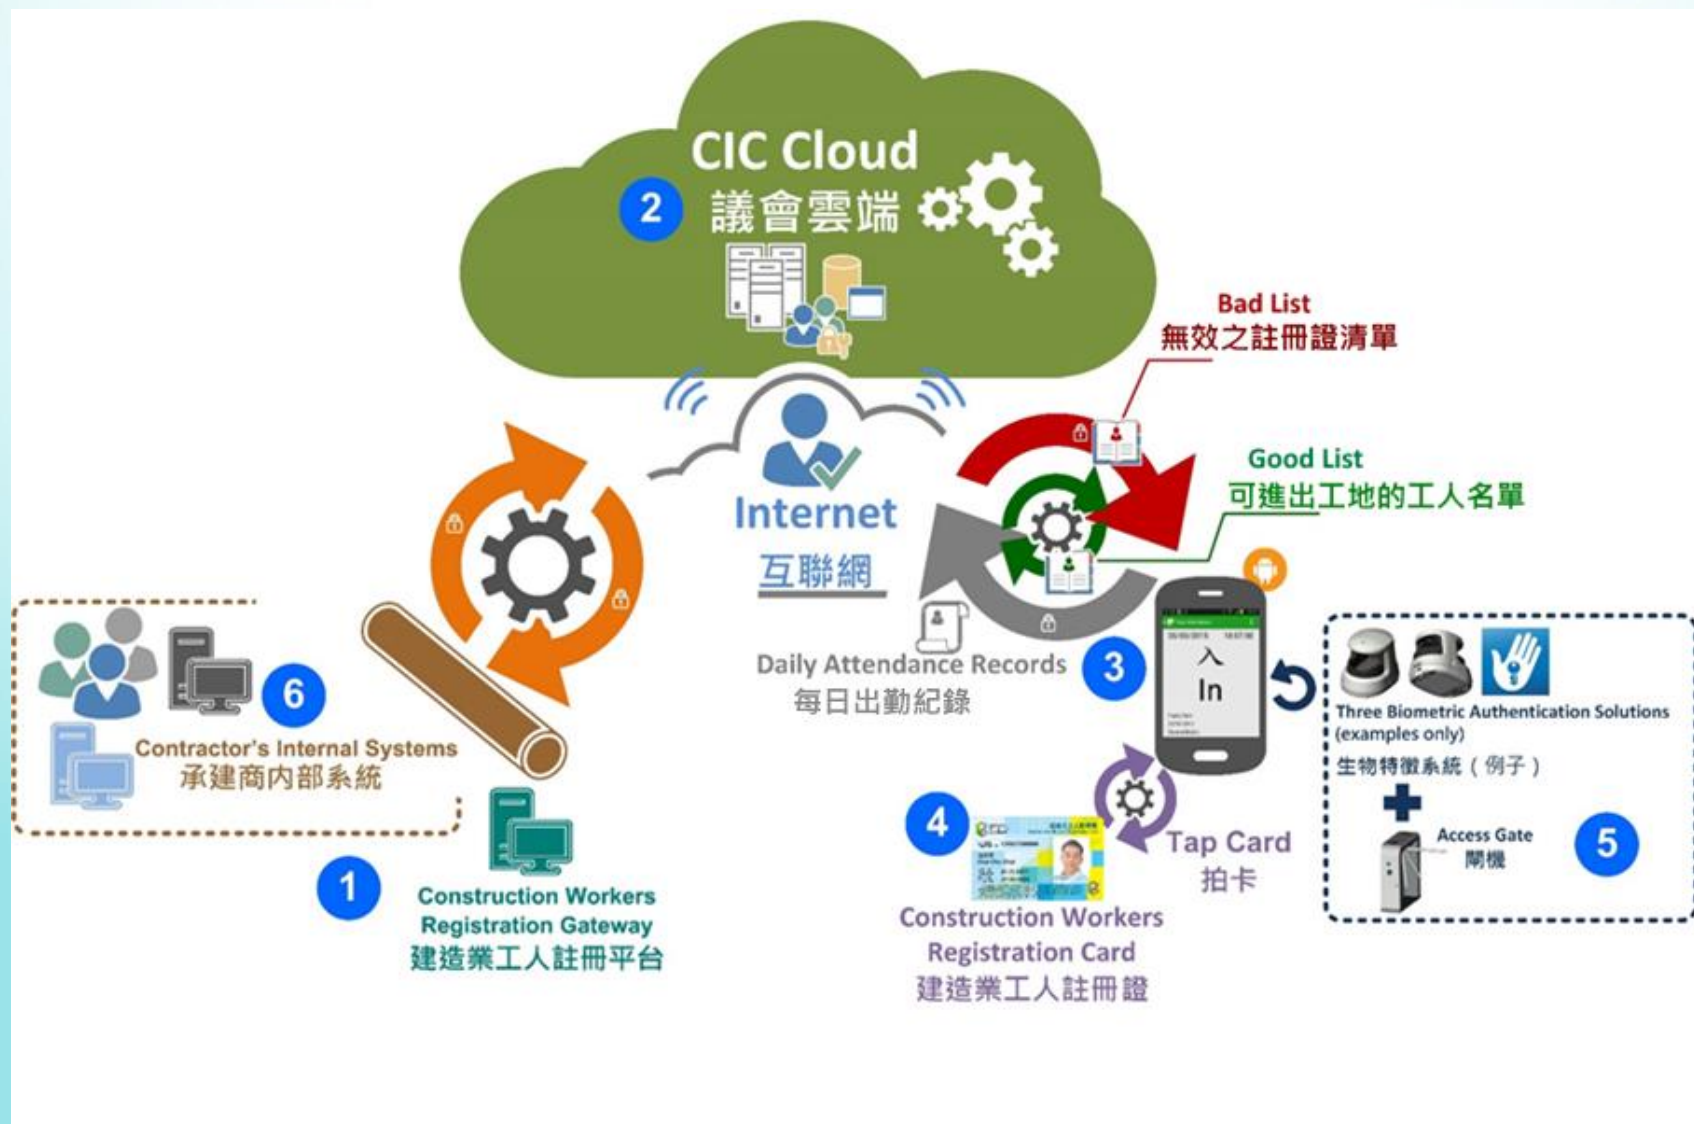 CIC Cloud
議會雲端
2
Bad List
無效之註冊證清單
Good List
可進出工地的工人名單
Internet
互聯網
Daily Attendance Records
每日出勤紀錄
3
入
In
Three Biometric Authentication Solutions
(examples only)
生物特徵系統 ( 例子 )
Access Gate
閘機
5
6
Contractor's Internal Systems
承建商內部系統
1
Construction Workers
Registration Gateway
建造業工人註冊平台
4
Tap Card
拍卡
Construction Workers
Registration Card
建造業工人註冊證